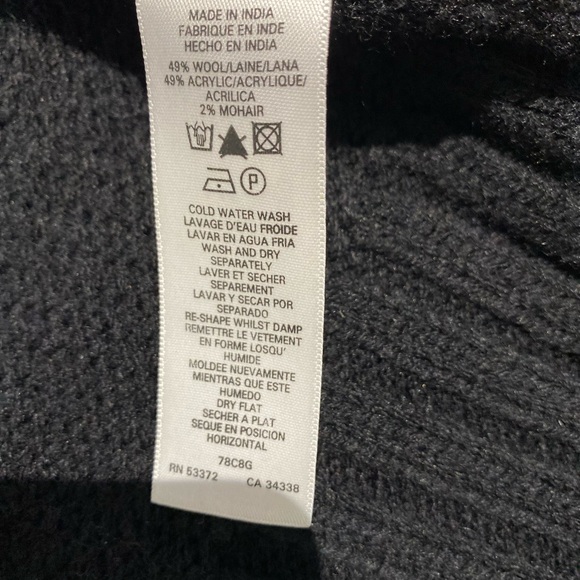 MADE IN INDIA
FABRIQUE EN INDE
HECHO EN INDIA
49% WOOL/LAINE/LANA
49% ACRYLIC/ACRYLIQUE/
ACRILICA
2% MOHAIR
P
COLD WATER WASH
LAVAGE D'EAU FROIDE
LAVAR EN AGUA FRIA
WASH AND DRY
SEPARATELY
LAVER ET SECHER
SEPAREMENT
LAVAR Y SECAR POR
SEPARADO
RE-SHAPE WHILST DAMP
REMETTRE LE VETEMENT
EN FORME LOSQU'
HUMIDE
MOLDEE NUEVAMENTE
MIENTRAS QUE ESTE
HUMEDO
DRY FLAT
SECHER A PLAT
SEQUE EN POSICION
HORIZONTAL
78C8G
RN 53372 CA 34338